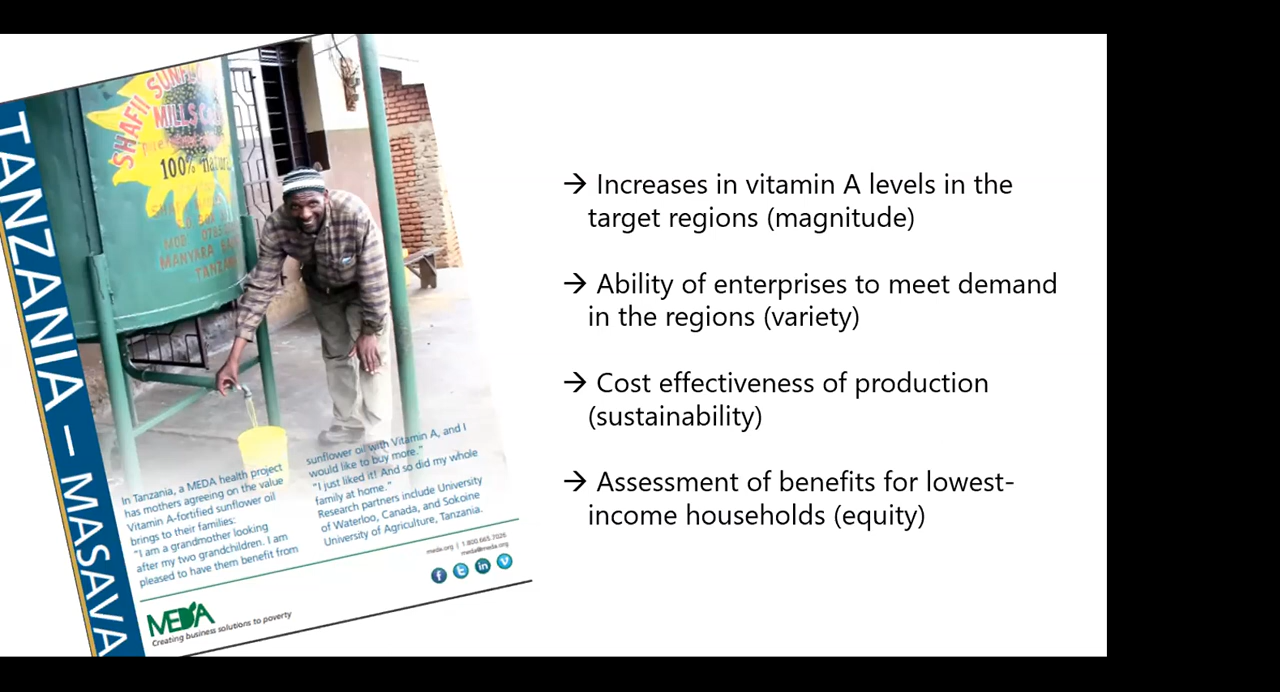 TANZANIA – MASAVA
SHAFII SUNFL
MILLS Co.
100% natura
MOB 0785
MANYARA BA
TANZANIA
In Tanzania, a MEDA health project
has mothers agreeing on the value
Vitamin A-fortified sunflower oil
brings to their families:
"I am a grandmother looking
after my two grandchildren. I am
pleased to have them benefit from
sunflower oil with Vitamin A, and I
would like to buy more."
"I just liked it! And so did my whole
family at home."
Research partners include University
of Waterloo, Canada, and Sokoine
University of Agriculture, Tanzania.
meda.org | 1.800.665.7026
meda@meda.org
MEDA
Creating business solutions to poverty
→ Increases in vitamin A levels in the
target regions (magnitude)
→ Ability of enterprises to meet demand
in the regions (variety)
→ Cost effectiveness of production
(sustainability)
→ Assessment of benefits for lowest-
income households (equity)